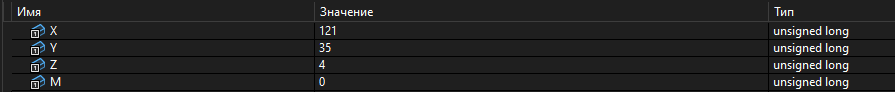 Имя Значение Тип
X 121 unsigned long
Y 35 unsigned long
Z 4 unsigned long
M 0 unsigned long